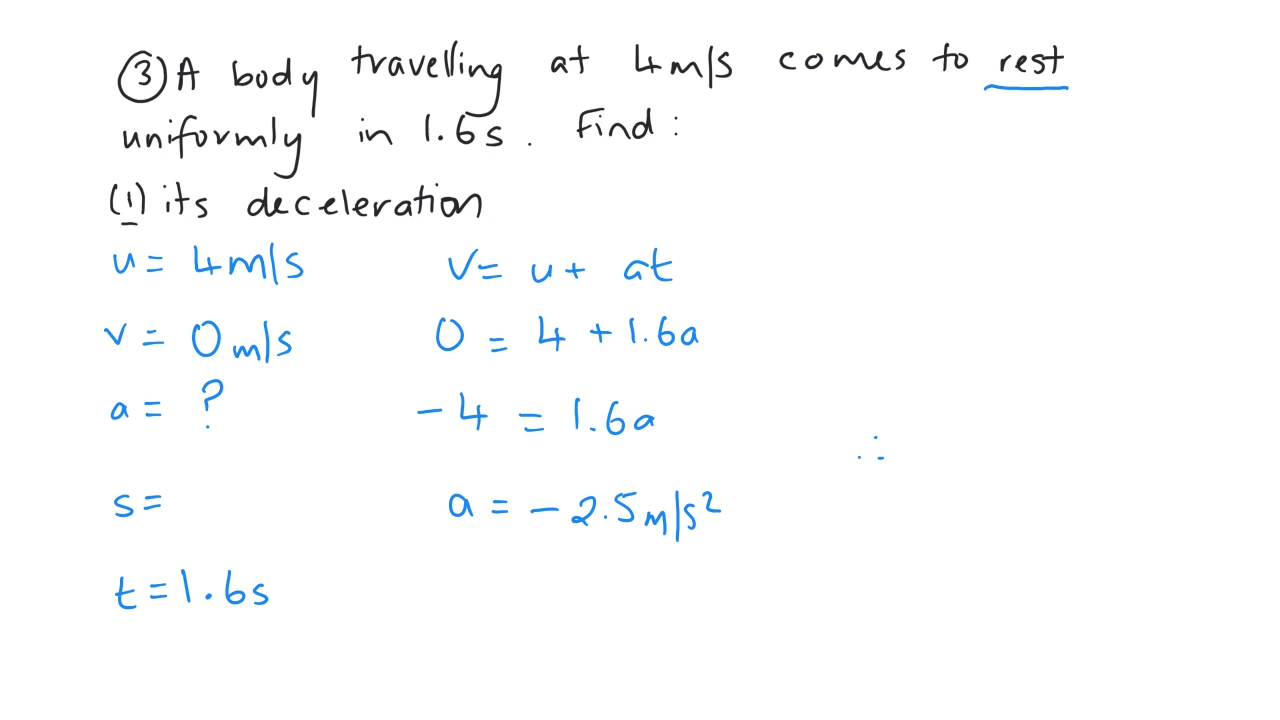 ③ A body travelling at 4m/s comes to rest
uniformly in 1.6s. Find:
(1) its deceleration
u = 4m/s
v = 0m/s
a = ?
s =
t = 1.6s
V = u + at
0 = 4 + 1.6a
-4 = 1.6a
a = -2.5m/s²
∴